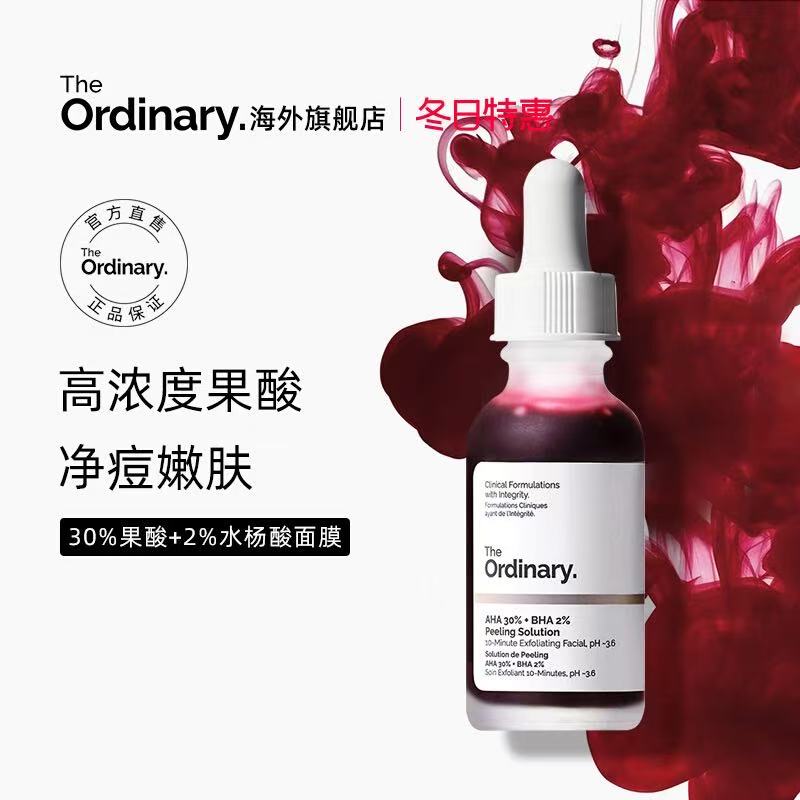 The
Ordinary.海外旗舰店 | 冬日特惠
官方直售
The
Ordinary.
正品保证
高浓度果酸
净痘嫩肤
30%果酸+2%水杨酸面膜
Clinical Formulations
with Integrity.
Formulations Cliniques
ayant de l'Intégrité.
The
Ordinary.
AHA 30% + BHA 2%
Peeling Solution
10-Minute Exfoliating Facial, pH ~3.6
Solution de Peeling
AHA 30% + BHA 2%
Soin Exfoliant 10-Minutes, pH ~3.6